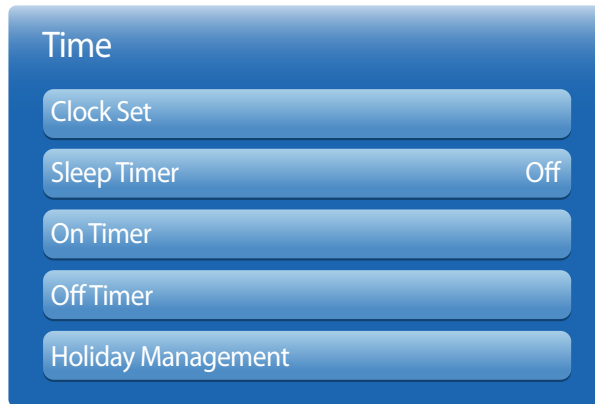 Time
Clock Set
Sleep Timer Off
On Timer
Off Timer
Holiday Management